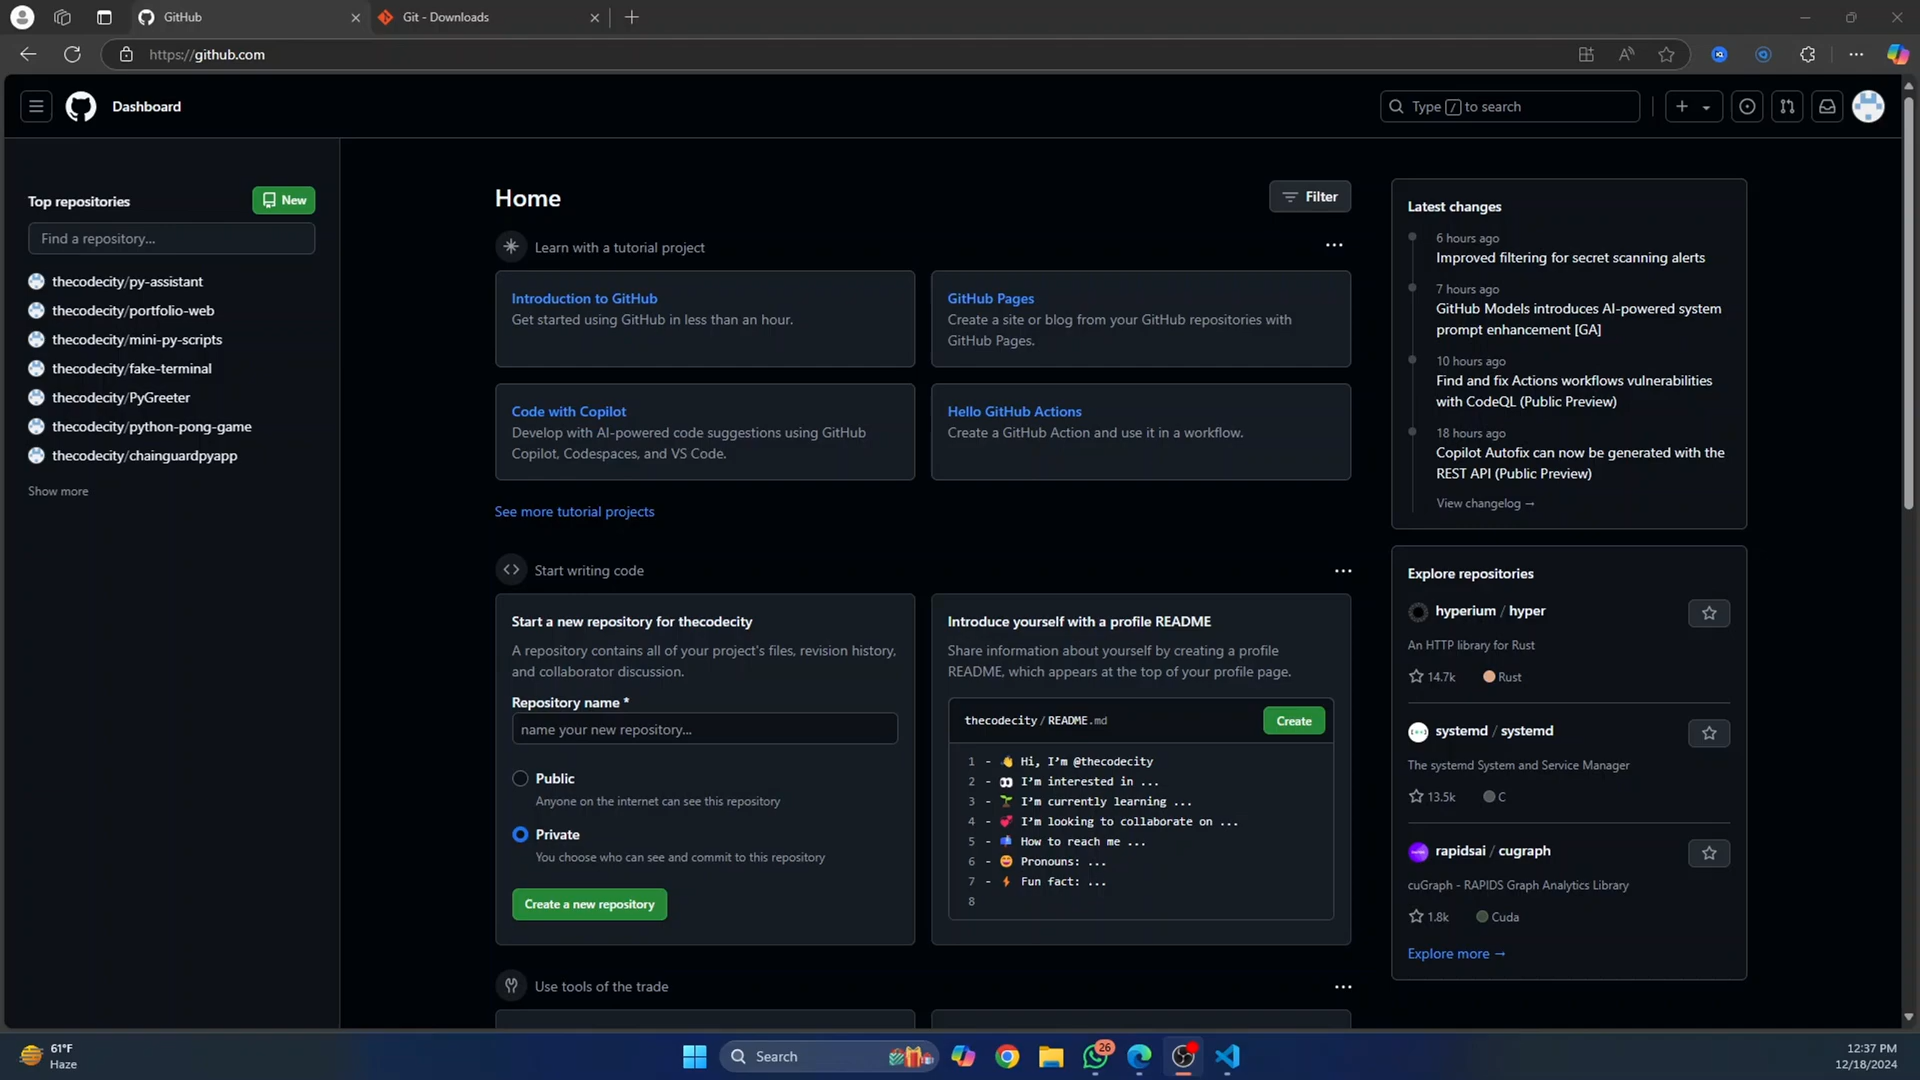 GitHub
Git - Downloads
https://github.com
Dashboard
Type / to search
Top repositories
New
Find a repository...
thecodecity/py-assistant
thecodecity/portfolio-web
thecodecity/mini-py-scripts
thecodecity/fake-terminal
thecodecity/PyGreeter
thecodecity/python-pong-game
thecodecity/chainguardpyapp
Show more
Home
Filter
Learn with a tutorial project
Introduction to GitHub
Get started using GitHub in less than an hour.
GitHub Pages
Create a site or blog from your GitHub repositories with
GitHub Pages.
Code with Copilot
Develop with AI-powered code suggestions using GitHub
Copilot, Codespaces, and VS Code.
Hello GitHub Actions
Create a GitHub Action and use it in a workflow.
See more tutorial projects
Start writing code
Start a new repository for thecodecity
A repository contains all of your project's files, revision history,
and collaborator discussion.
Repository name *
name your new repository...
Public
Anyone on the internet can see this repository
Private
You choose who can see and commit to this repository
Create a new repository
Introduce yourself with a profile README
Share information about yourself by creating a profile
README, which appears at the top of your profile page.
thecodecity / README.md
Create
1 - 👋 Hi, I'm @thecodecity
2 - 👀 I'm interested in ...
3 - 🌱 I'm currently learning ...
4 - 💞️ I'm looking to collaborate on ...
5 - 📫 How to reach me ...
6 - 😄 Pronouns: ...
7 - ⚡ Fun fact: ...
8
Use tools of the trade
Latest changes
6 hours ago
Improved filtering for secret scanning alerts
7 hours ago
GitHub Models introduces AI-powered system
prompt enhancement [GA]
10 hours ago
Find and fix Actions workflows vulnerabilities
with CodeQL (Public Preview)
18 hours ago
Copilot Autofix can now be generated with the
REST API (Public Preview)
View changelog →
Explore repositories
hyperium / hyper
An HTTP library for Rust
14.7k Rust
systemd / systemd
The systemd System and Service Manager
13.5k C
rapidsai / cugraph
cuGraph - RAPIDS Graph Analytics Library
1.8k Cuda
Explore more →
61°F
Haze
Search
26
12:37 PM
12/18/2024